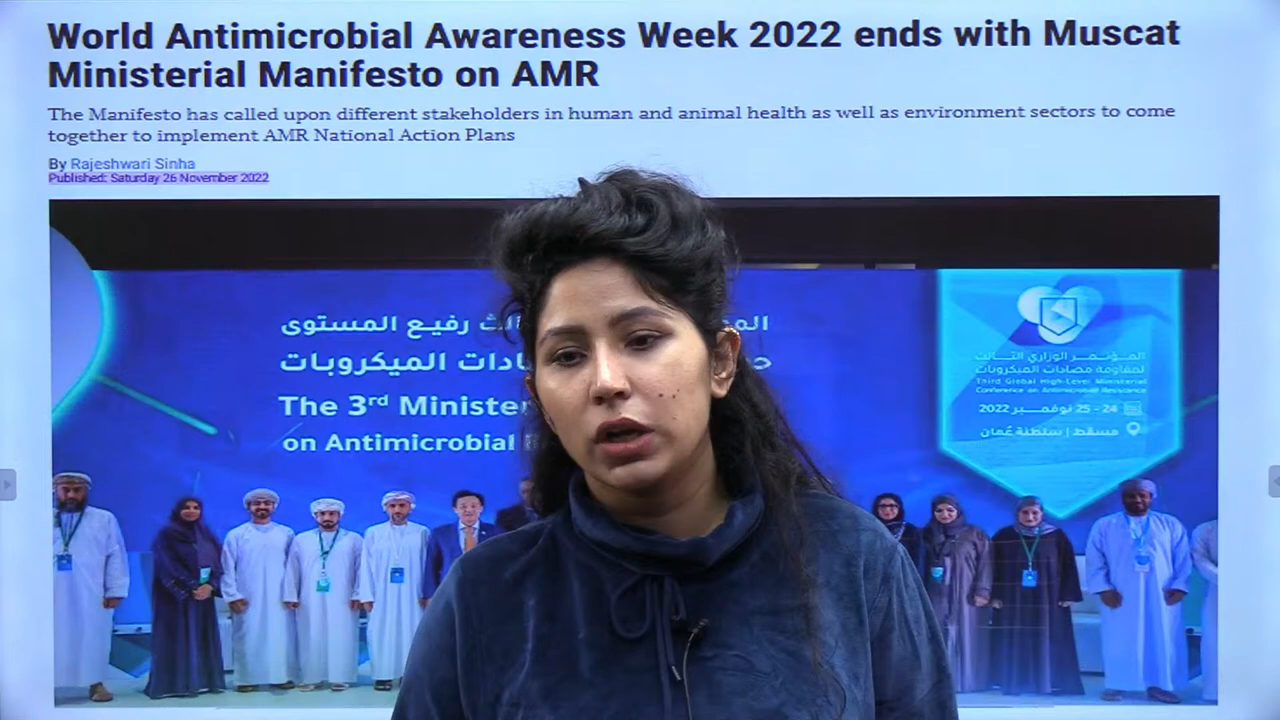 World Antimicrobial Awareness Week 2022 ends with Muscat
Ministerial Manifesto on AMR
The Manifesto has called upon different stakeholders in human and animal health as well as environment sectors to come
together to implement AMR National Action Plans
By Rajeshwari Sinha
Published: Saturday 26 November 2022
رفيع المستوى
الميكروبات
The 3rd
on Antimicrobial
المؤتمر الوزاري الثالث
لمقاومة مضادات الميكروبات
Third Global High-Level Ministerial
Conference on Antimicrobial Resistance
24 - 25 نوفمبر 2022
مسقط | سلطنة عُمان